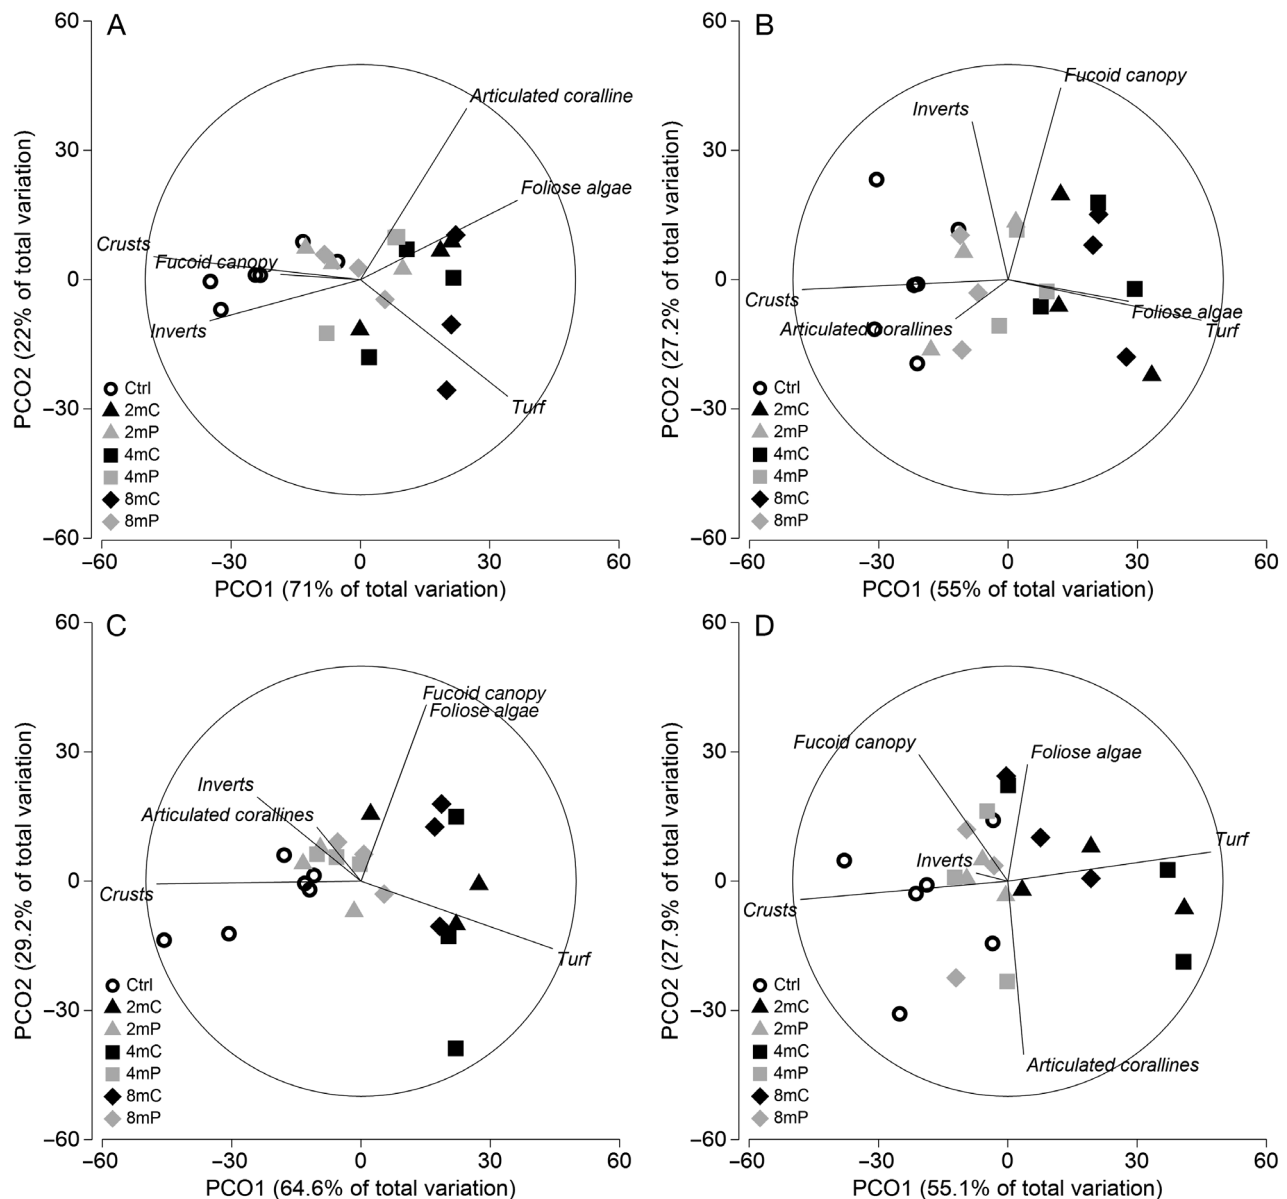 A
60
30
0
−30
−60
PCO2 (22% of total variation)
Articulated coralline
Foliose algae
Crusts
Fucoid canopy
Inverts
Turf
Ctrl
2mC
2mP
4mC
4mP
8mC
8mP
−60 −30 0 30 60
PCO1 (71% of total variation)
B
60
30
0
−30
−60
PCO2 (27.2% of total variation)
Fucoid canopy
Inverts
Crusts
Articulated corallines
Foliose algae
Turf
Ctrl
2mC
2mP
4mC
4mP
8mC
8mP
−60 −30 0 30 60
PCO1 (55% of total variation)
C
60
30
0
−30
−60
PCO2 (29.2% of total variation)
Fucoid canopy
Foliose algae
Inverts
Articulated corallines
Crusts
Turf
Ctrl
2mC
2mP
4mC
4mP
8mC
8mP
−60 −30 0 30 60
PCO1 (64.6% of total variation)
D
60
30
0
−30
−60
PCO2 (27.9% of total variation)
Fucoid canopy
Foliose algae
Turf
Inverts
Crusts
Articulated corallines
Ctrl
2mC
2mP
4mC
4mP
8mC
8mP
−60 −30 0 30 60
PCO1 (55.1% of total variation)